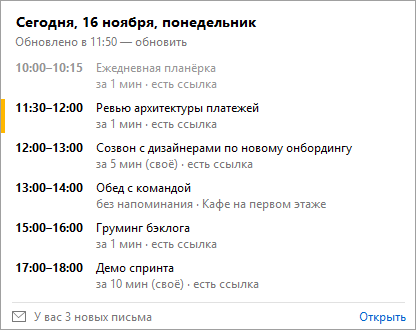 Сегодня, 16 ноября, понедельник
Обновлено в 11:50 — обновить
10:00–10:15 Ежедневная планёрка
за 1 мин · есть ссылка
11:30–12:00 Ревью архитектуры платежей
за 1 мин · есть ссылка
12:00–13:00 Созвон с дизайнерами по новому онбордингу
за 5 мин (своё) · есть ссылка
13:00–14:00 Обед с командой
без напоминания · Кафе на первом этаже
15:00–16:00 Груминг бэклога
за 1 мин · есть ссылка
17:00–18:00 Демо спринта
за 10 мин (своё) · есть ссылка
У вас 3 новых письма Открыть